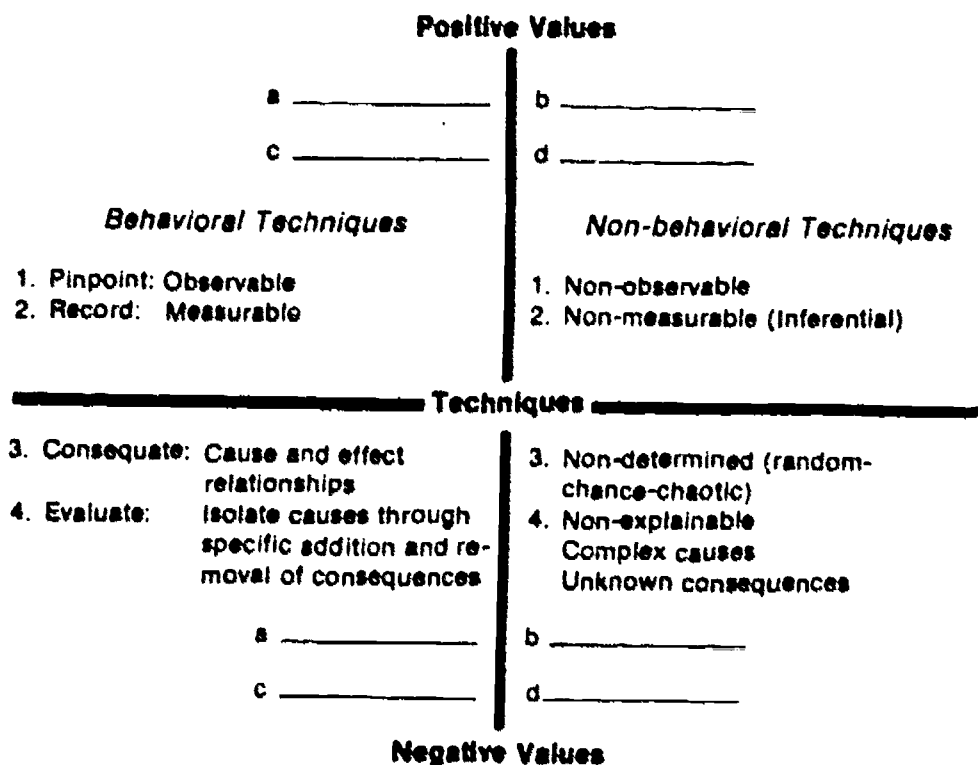 Positive Values
a
b
c
d
Behavioral Techniques
1. Pinpoint: Observable
2. Record: Measurable
Non-behavioral Techniques
1. Non-observable
2. Non-measurable (Inferential)
Techniques
3. Consequate: Cause and effect
relationships
4. Evaluate: Isolate causes through
specific addition and re-
moval of consequences
3. Non-determined (random-
chance-chaotic)
4. Non-explainable
Complex causes
Unknown consequences
a
b
c
d
Negative Values